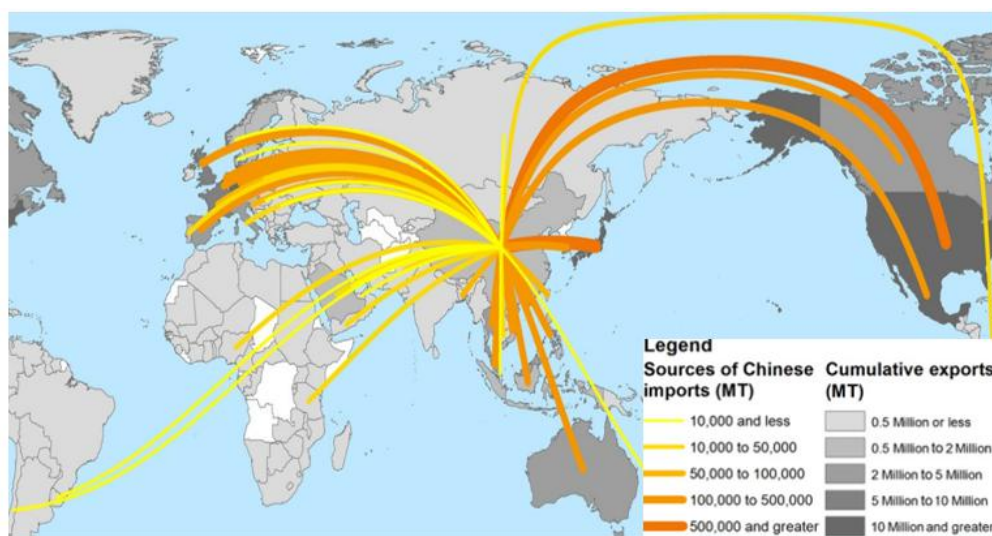 Legend
Sources of Chinese imports (MT)
10,000 and less
10,000 to 50,000
50,000 to 100,000
100,000 to 500,000
500,000 and greater
Cumulative exports (MT)
0.5 Million or less
0.5 Million to 2 Million
2 Million to 5 Million
5 Million to 10 Million
10 Million and greater